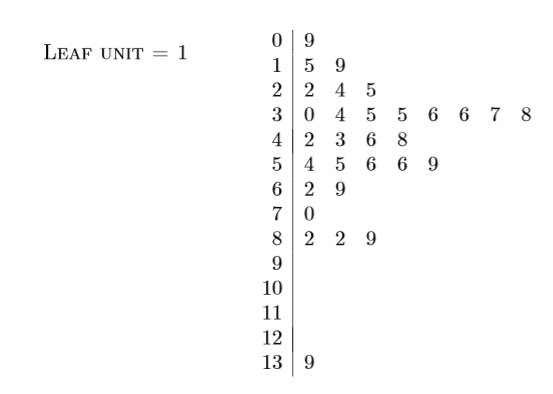 Leaf unit = 1
0 | 9
1 | 5 9
2 | 2 4 5
3 | 0 4 5 5 6 6 7 8
4 | 2 3 6 8
5 | 4 5 6 6 9
6 | 2 9
7 | 0
8 | 2 2 9
9 |
10 |
11 |
12 |
13 | 9